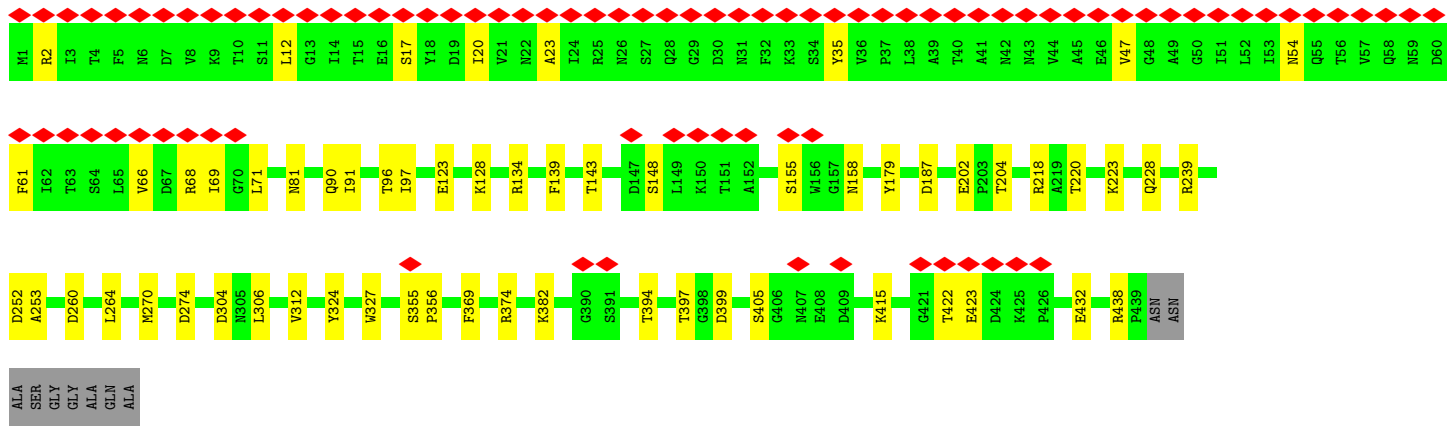 M1 R2 I3 T4 F5 N6 D7 V8 K9 T10 S11 L12 G13 I14 T15 E16 S17 Y18 D19 I20 V21 N22 A23 I24 R25 N26 S27 Q28 G29 D30 N31 F32 K33 S34 Y35 V36 P37 L38 A39 T40 A41 N42 N43 V44 A45 E46 V47 G48 A49 G50 I51 L52 I53 N54 Q55 T56 V57 Q58 N59 D60
F61 I62 T63 S64 L65 V66 D67 R68 I69 G70 L71 N81 Q90 I91 T96 I97 E123 K128 R134 F139 T143 D147 S148 L149 K150 T151 A152 S155 W156 G157 N158 Y179 D187 E202 P203 T204 R218 A219 T220 K223 Q228 R239
D252 A253 D260 L264 M270 D274 D304 N305 L306 V312 Y324 W327 S355 P356 F369 R374 K382 G390 S391 T394 T397 G398 D399 S405 G406 N407 E408 D409 K415 G421 T422 E423 D424 K425 P426 E432 R438 P439 ASN ASN
ALA SER GLY GLY ALA GLN ALA